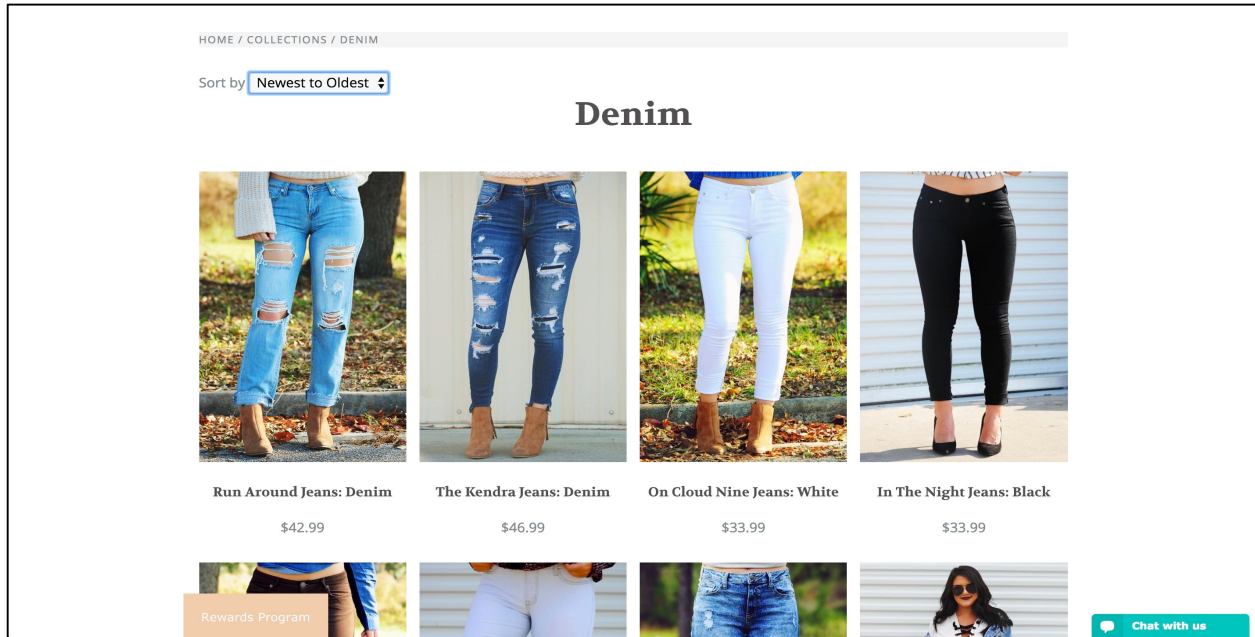 HOME / COLLECTIONS / DENIM
Sort by Newest to Oldest
Denim
Run Around Jeans: Denim
The Kendra Jeans: Denim
On Cloud Nine Jeans: White
In The Night Jeans: Black
$42.99
$46.99
$33.99
$33.99
Rewards Program
Chat with us